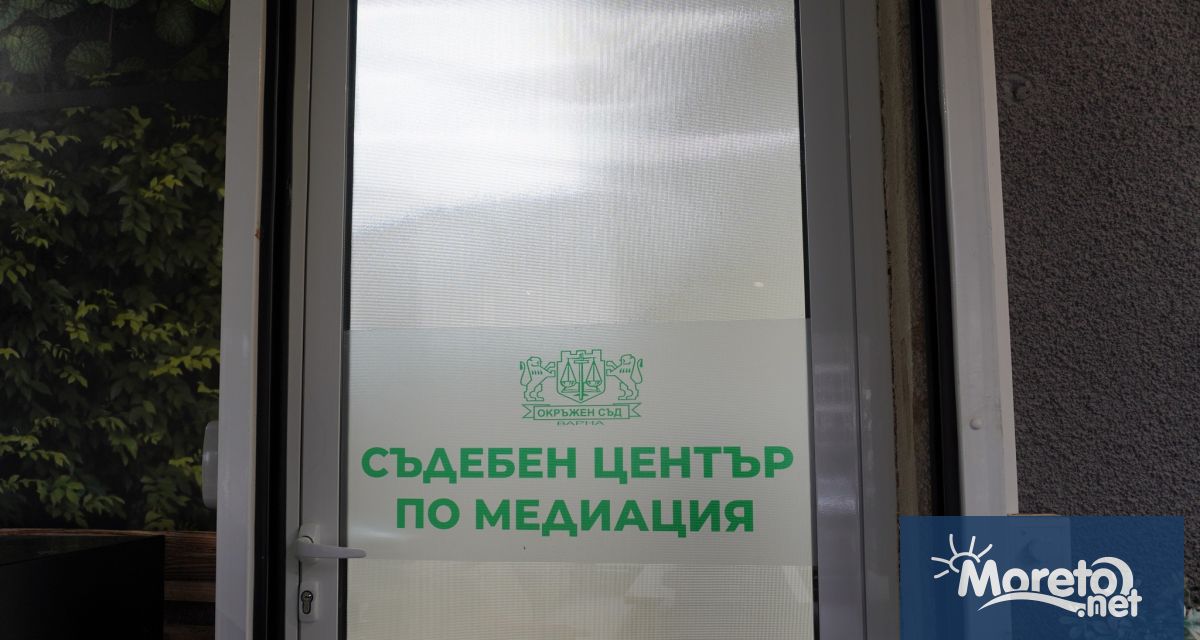 ОКРЪЖЕН СЪД
ВАРНА
СЪДЕБЕН ЦЕНТЪР
ПО МЕДИАЦИЯ
Moreto
.net